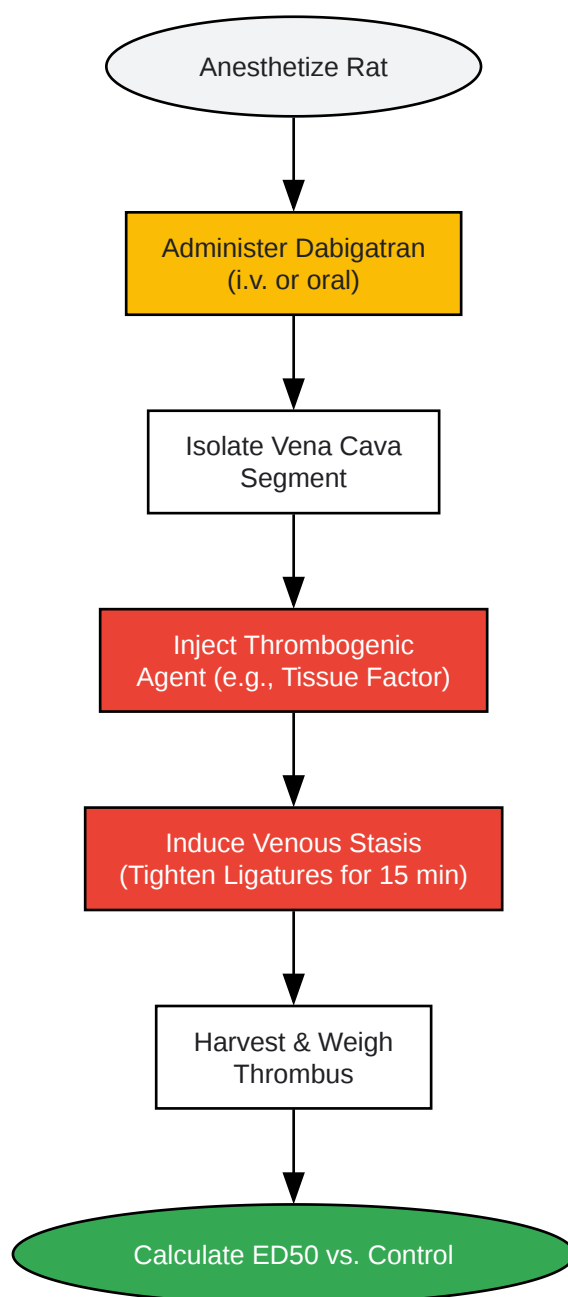 Anesthetize Rat
Administer Dabigatran
(i.v. or oral)
Isolate Vena Cava
Segment
Inject Thrombogenic
Agent (e.g., Tissue Factor)
Induce Venous Stasis
(Tighten Ligatures for 15 min)
Harvest & Weigh
Thrombus
Calculate ED50 vs. Control